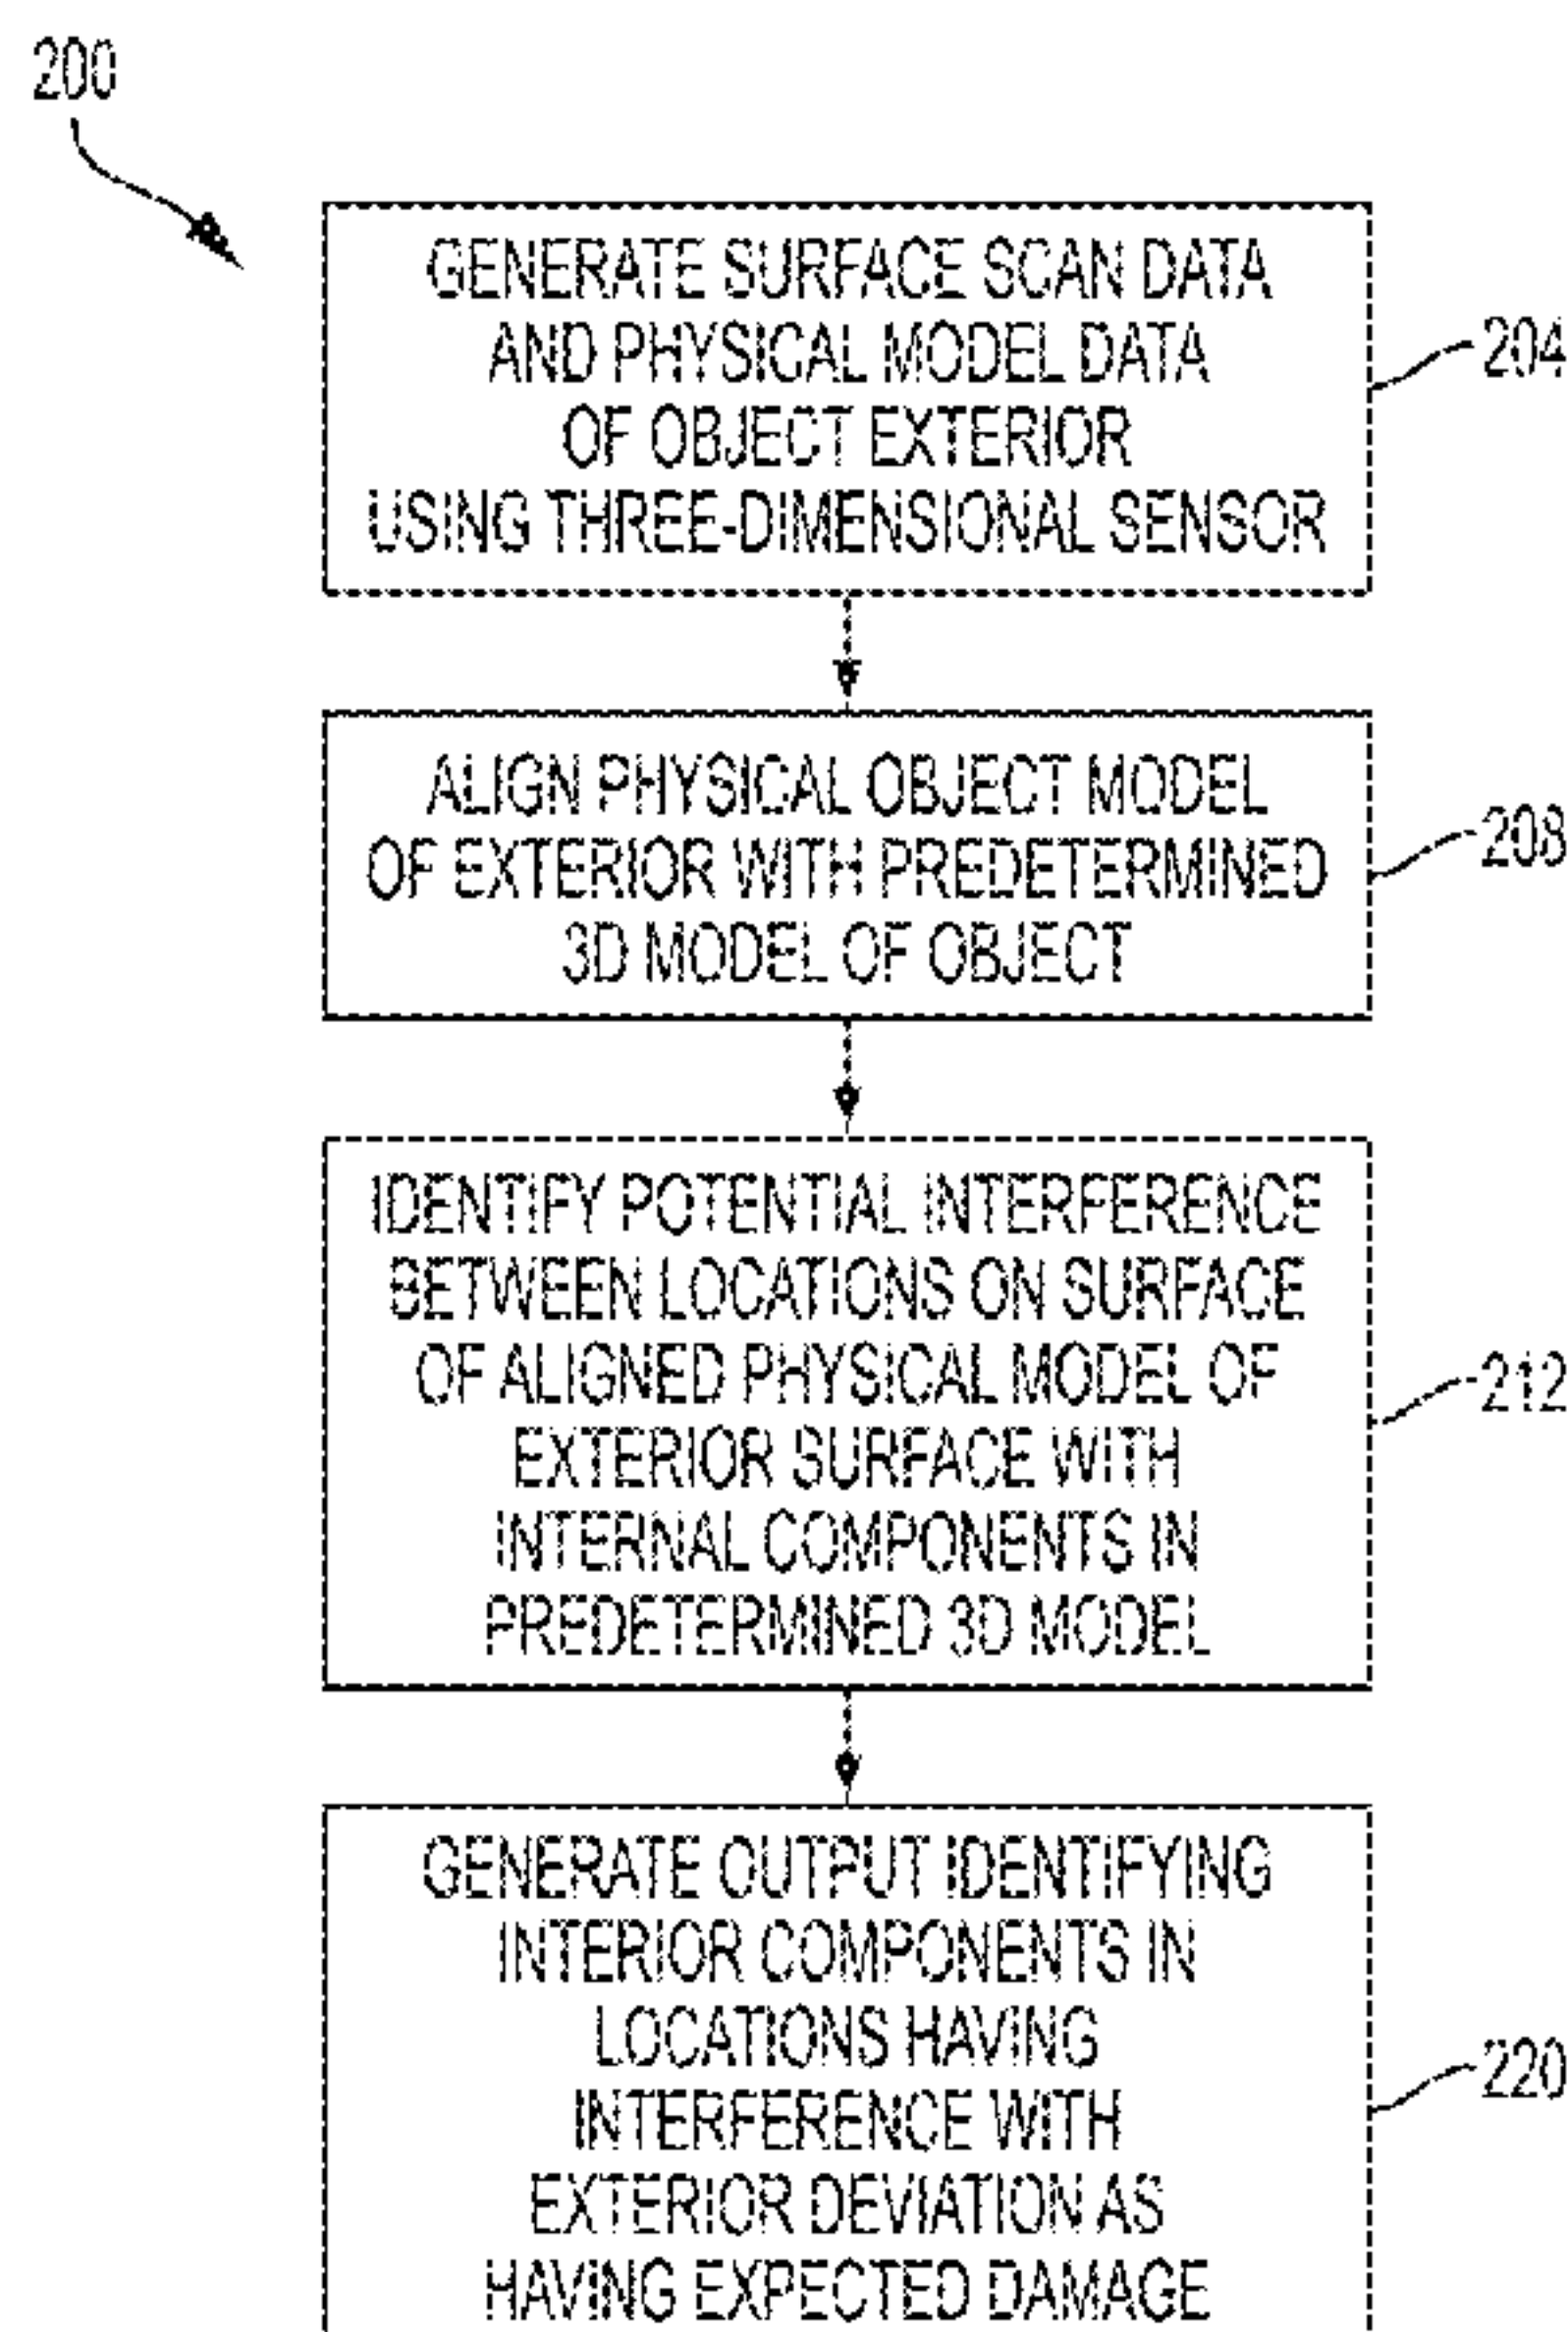 200
GENERATE SURFACE SCAN DATA
AND PHYSICAL MODEL DATA
OF OBJECT EXTERIOR
USING THREE-DIMENSIONAL SENSOR
204
ALIGN PHYSICAL OBJECT MODEL
OF EXTERIOR WITH PREDETERMINED
3D MODEL OF OBJECT
208
IDENTIFY POTENTIAL INTERFERENCE
BETWEEN LOCATIONS ON SURFACE
OF ALIGNED PHYSICAL MODEL OF
EXTERIOR SURFACE WITH
INTERNAL COMPONENTS IN
PREDETERMINED 3D MODEL
212
GENERATE OUTPUT IDENTIFYING
INTERIOR COMPONENTS IN
LOCATIONS HAVING
INTERFERENCE WITH
EXTERIOR DEVIATION AS
HAVING EXPECTED DAMAGE
220